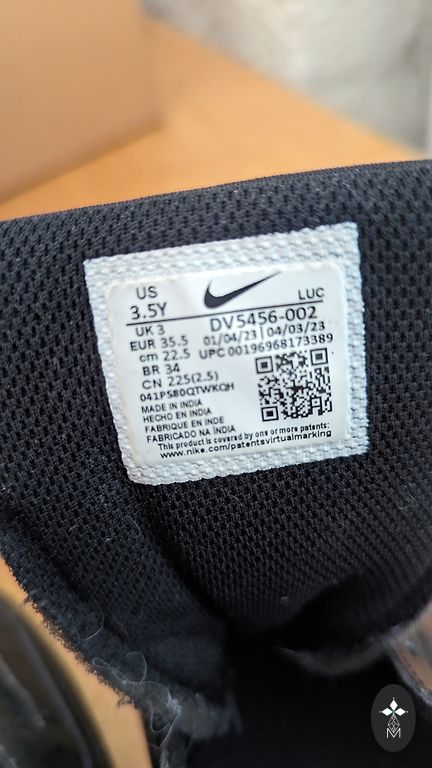 US
3.5Y
LUC
UK 3
DV5456-002
EUR 35.5
01/04/23 | 04/03/23
cm 22.5
UPC 00196968173389
BR 34
CN 225(2.5)
041PS80QTWKQH
MADE IN INDIA
HECHO EN INDIA
FABRIQUE EN INDE
FABRICADO NA ÍNDIA
This product is covered by one or more patents:
www.nike.com/patentsvirtualmarking
M